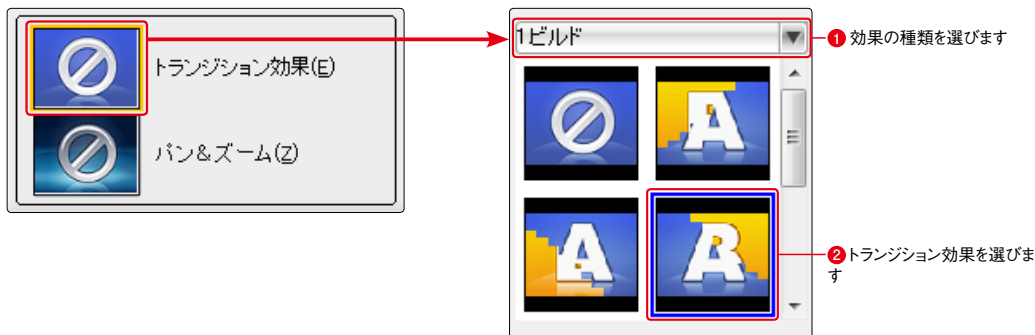 トランジション効果(E)
パン&ズーム(Z)
1ビルド
❶ 効果の種類を選びます
❷トランジション効果を選びま
す